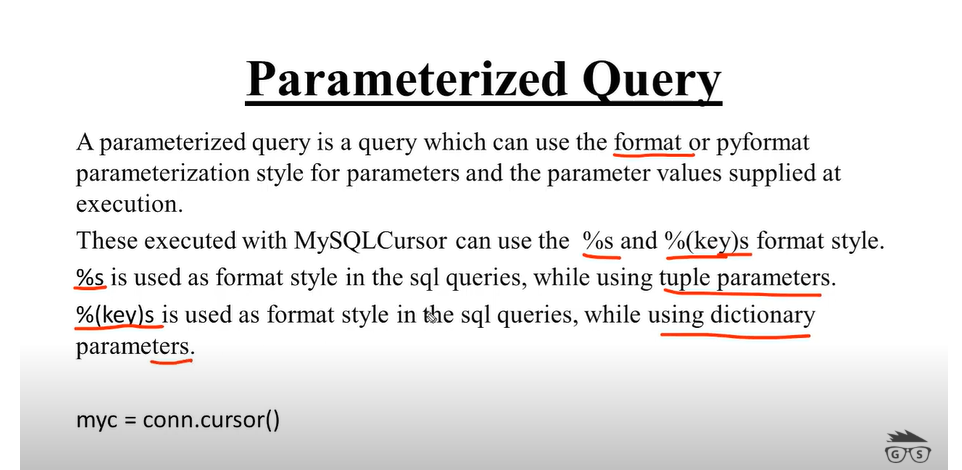 Parameterized Query
A parameterized query is a query which can use the format or pyformat
parameterization style for parameters and the parameter values supplied at
execution.
These executed with MySQLCursor can use the %s and %(key)s format style.
%s is used as format style in the sql queries, while using tuple parameters.
%(key)s is used as format style in the sql queries, while using dictionary
parameters.
myc = conn.cursor()
G S